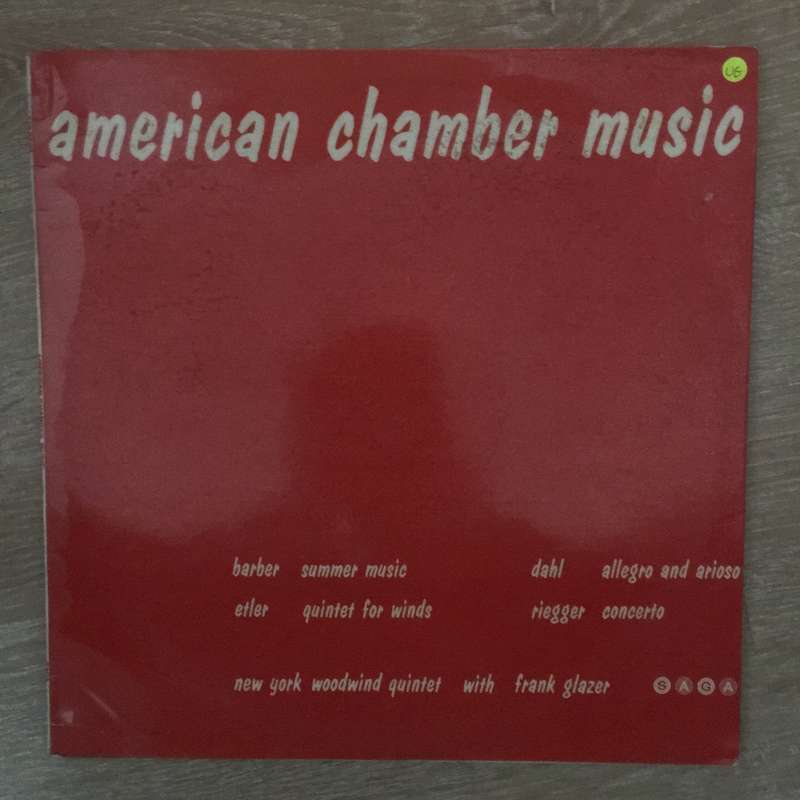 UG
american chamber music
barber summer music dahl allegro and arioso
etler quintet for winds riegger concerto
new york woodwind quintet with frank glazer SAGA